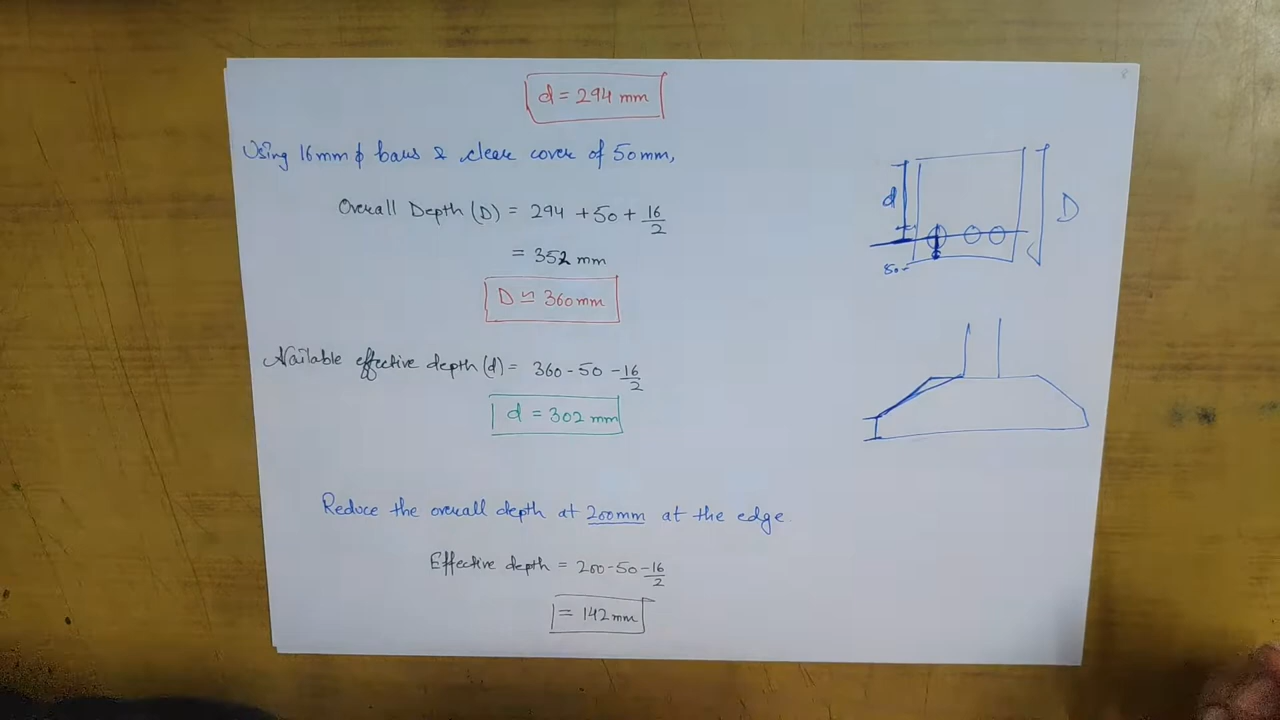 8
d = 294 mm
Using 16mm ϕ bars & clear cover of 50mm,
Overall Depth (D) = 294 + 50 + 16/2
= 352 mm
D ≃ 360mm
Available effective depth (d) = 360 - 50 - 16/2
d = 302 mm
Reduce the overall depth at 200mm at the edge
Effective depth = 200 - 50 - 16/2
= 142 mm
d
D
50